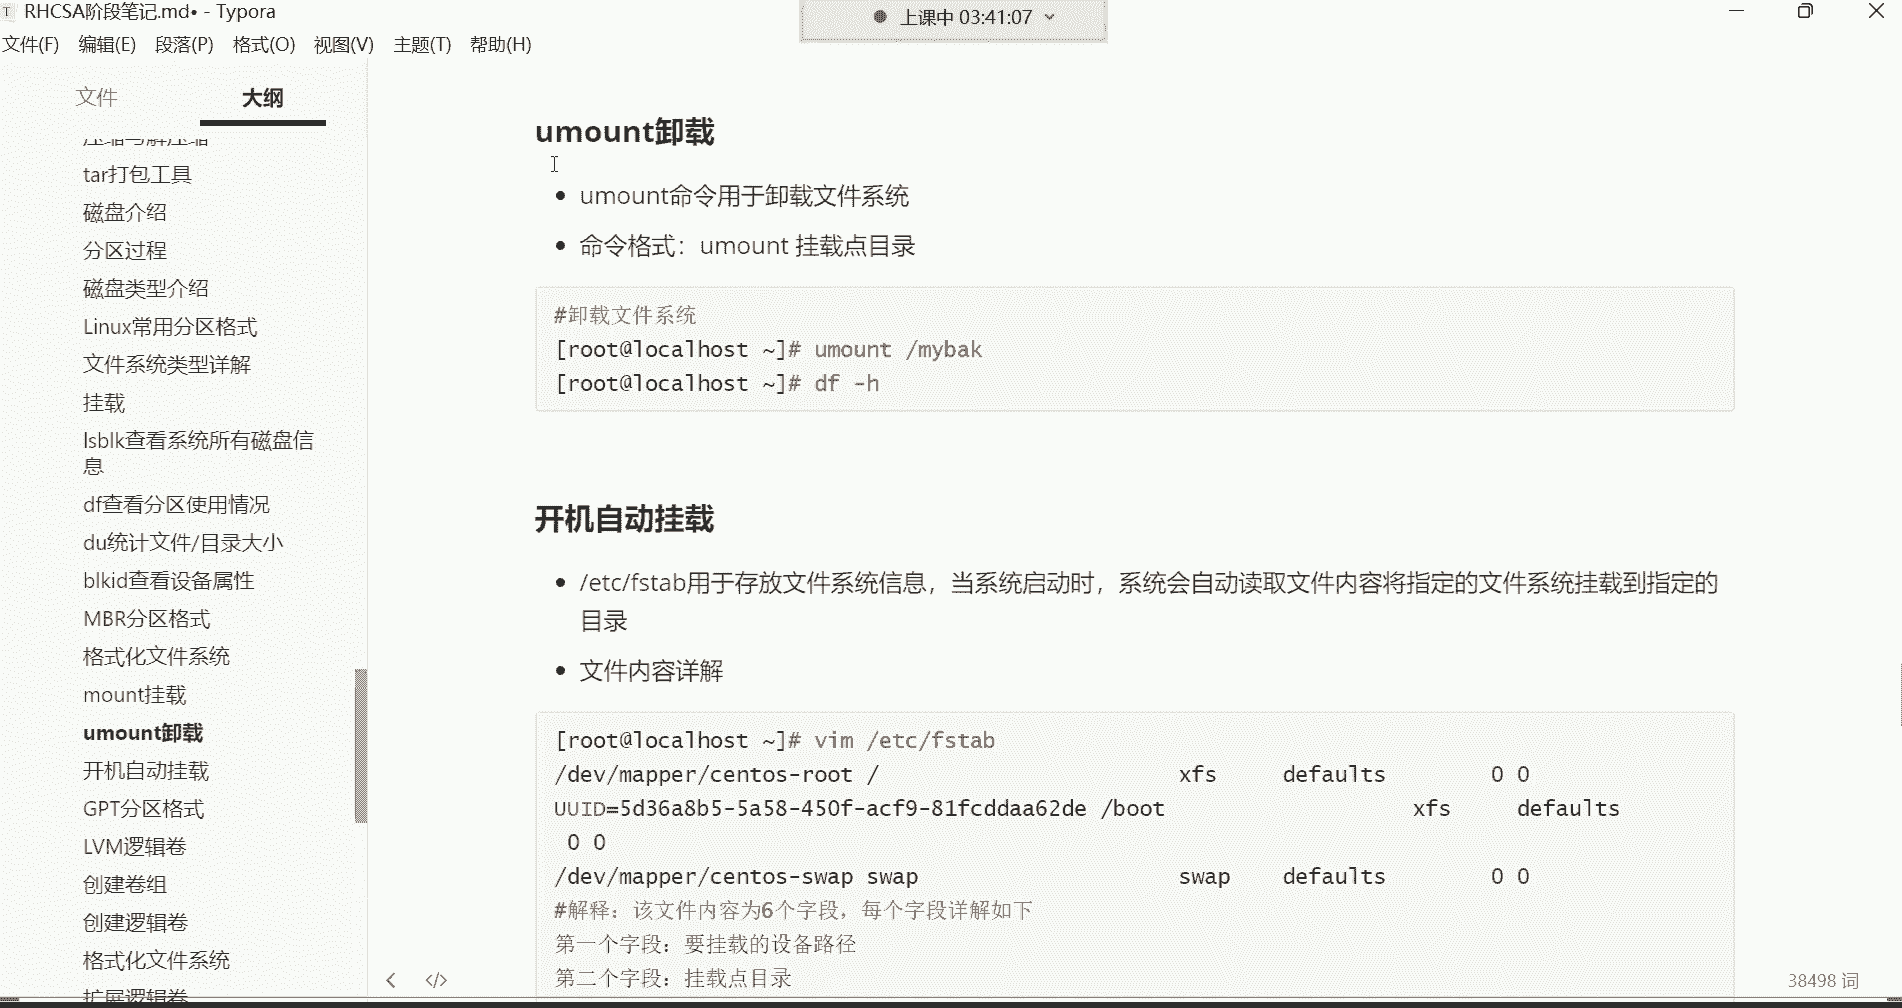 RHCSA阶段笔记.md• - Typora
上课中 03:41:07
文件(F) 编辑(E) 段落(P) 格式(O) 视图(V) 主题(T) 帮助(H)
文件 大纲
压缩与解压缩
tar打包工具
磁盘介绍
分区过程
磁盘类型介绍
Linux常用分区格式
文件系统类型详解
挂载
lsblk查看系统所有磁盘信
息
df查看分区使用情况
du统计文件/目录大小
blkid查看设备属性
MBR分区格式
格式化文件系统
mount挂载
umount卸载
开机自动挂载
GPT分区格式
LVM逻辑卷
创建卷组
创建逻辑卷
格式化文件系统
扩展逻辑卷
umount卸载
umount命令用于卸载文件系统
命令格式：umount 挂载点目录
#卸载文件系统
[root@localhost ~]# umount /mybak
[root@localhost ~]# df -h
开机自动挂载
/etc/fstab用于存放文件系统信息，当系统启动时，系统会自动读取文件内容将指定的文件系统挂载到指定的
目录
文件内容详解
[root@localhost ~]# vim /etc/fstab
/dev/mapper/centos-root / xfs defaults 0 0
UUID=5d36a8b5-5a58-450f-acf9-81fcddaa62de /boot xfs defaults
0 0
/dev/mapper/centos-swap swap swap defaults 0 0
#解释：该文件内容为6个字段，每个字段详解如下
第一个字段：要挂载的设备路径
第二个字段：挂载点目录
38498 词